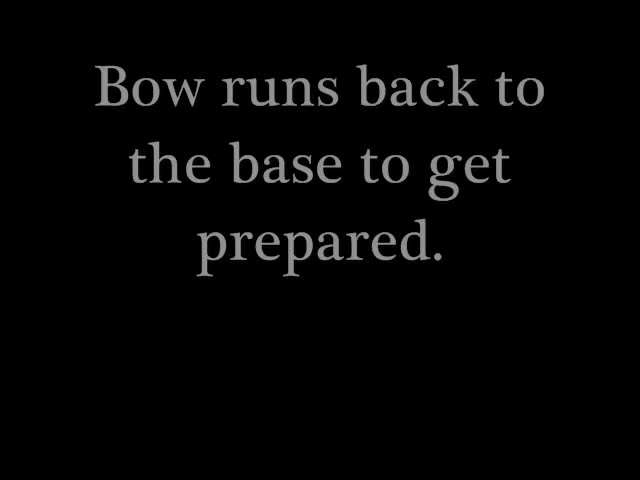 Bow runs back to
the base to get
prepared.